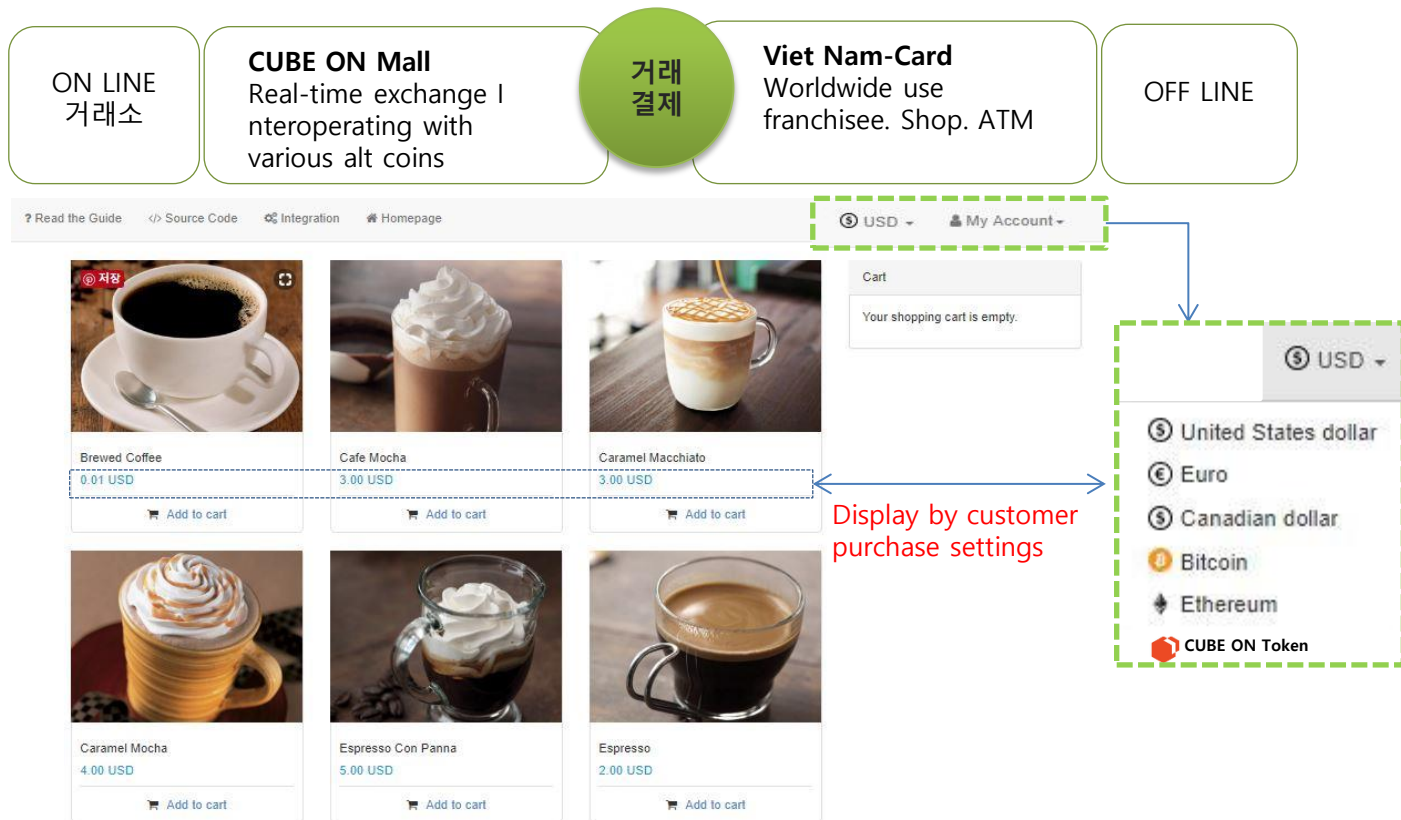 ON LINE
거래소
CUBE ON Mall
Real-time exchange I
nteroperating with
various alt coins
거래
결제
Viet Nam-Card
Worldwide use
franchisee. Shop. ATM
OFF LINE
? Read the Guide </> Source Code Integration Homepage
USD My Account
저장
Cart
Your shopping cart is empty.
USD
United States dollar
Euro
Canadian dollar
Bitcoin
Ethereum
CUBE ON Token
Brewed Coffee
0.01 USD
Add to cart
Cafe Mocha
3.00 USD
Add to cart
Caramel Macchiato
3.00 USD
Add to cart
Display by customer
purchase settings
Caramel Mocha
4.00 USD
Add to cart
Espresso Con Panna
5.00 USD
Add to cart
Espresso
2.00 USD
Add to cart